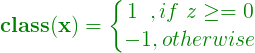 class(x) = { 1 ,if z ≥= 0
−1, otherwise